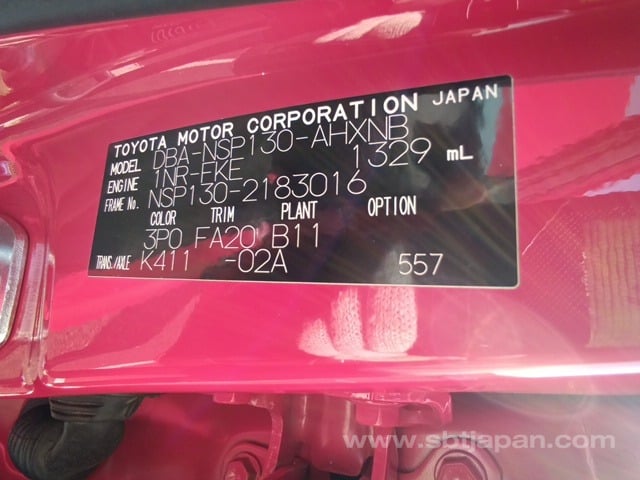 TOYOTA MOTOR CORPORATION JAPAN
MODEL DBA-NSP130-AHXNB
ENGINE 1NR-FKE 1329 mL
FRAME No. NSP130-2183016
COLOR TRIM PLANT OPTION
3P0 FA20 B11
TRANS./AXLE K411 -02A 557
www.sbtjapan.com